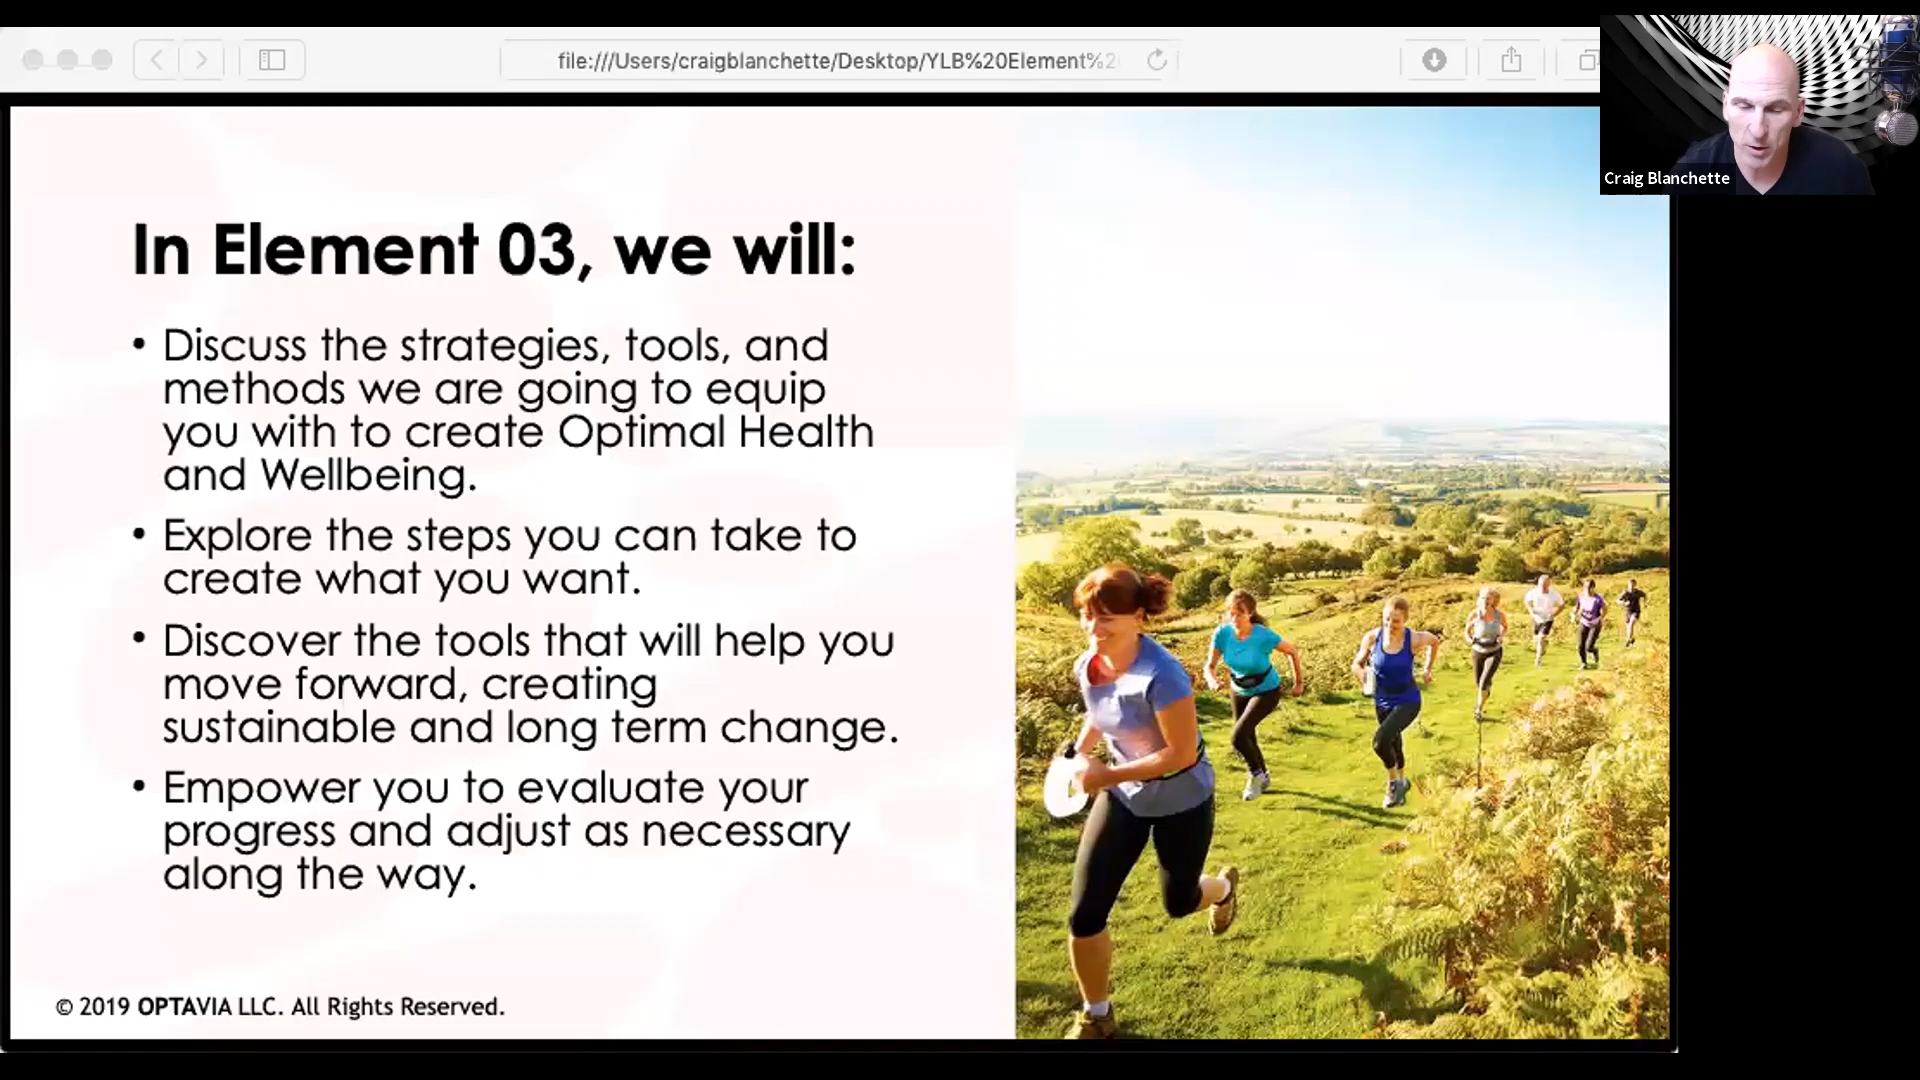 file:///Users/craigblanchette/Desktop/YLB%20Element%2
Craig Blanchette
In Element 03, we will:
• Discuss the strategies, tools, and
methods we are going to equip
you with to create Optimal Health
and Wellbeing.
• Explore the steps you can take to
create what you want.
• Discover the tools that will help you
move forward, creating
sustainable and long term change.
• Empower you to evaluate your
progress and adjust as necessary
along the way.
© 2019 OPTAVIA LLC. All Rights Reserved.